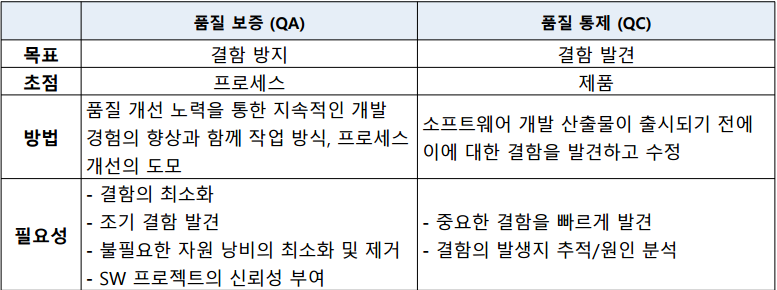 품질 보증 (QA)
품질 통제 (QC)
목표
결함 방지
결함 발견
초점
프로세스
제품
방법
품질 개선 노력을 통한 지속적인 개발
경험의 향상과 함께 작업 방식, 프로세스
개선의 도모
소프트웨어 개발 산출물이 출시되기 전에
이에 대한 결함을 발견하고 수정
필요성
- 결함의 최소화
- 조기 결함 발견
- 불필요한 자원 낭비의 최소화 및 제거
- SW 프로젝트의 신뢰성 부여
- 중요한 결함을 빠르게 발견
- 결함의 발생지 추적/원인 분석